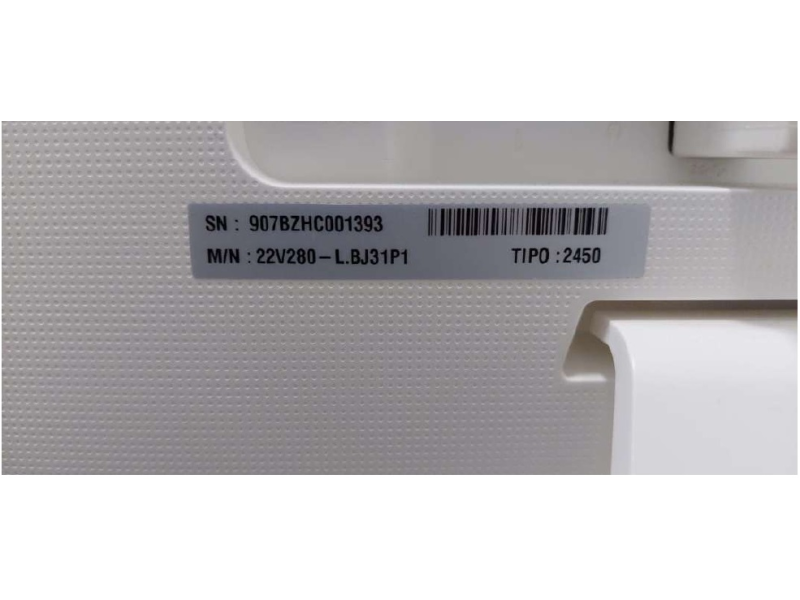 SN : 907BZHC001393
M/N : 22V280-L.BJ31P1 TIPO :2450